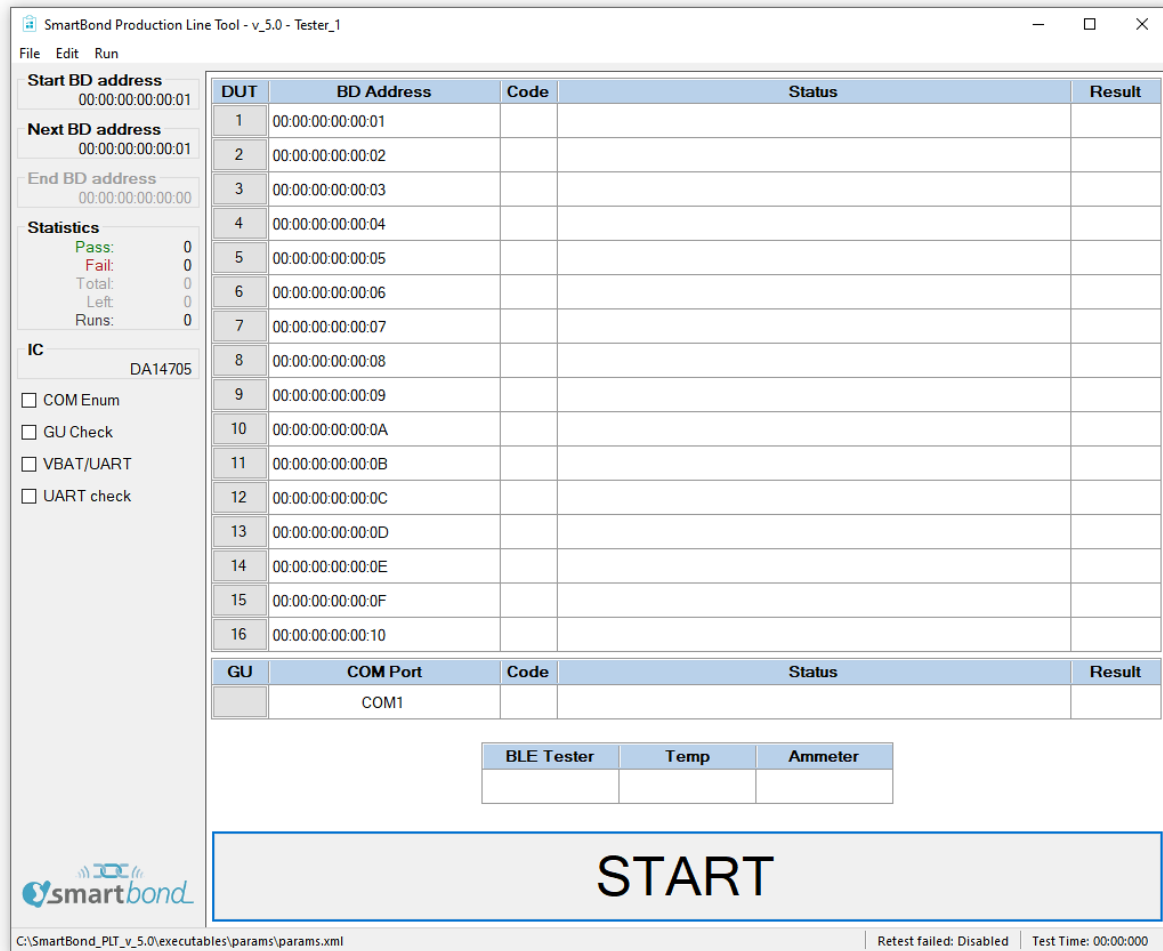 SmartBond Production Line Tool - v_5.0 - Tester_1
File Edit Run
Start BD address
00:00:00:00:00:01
Next BD address
00:00:00:00:00:01
End BD address
00:00:00:00:00:00
Statistics
Pass: 0
Fail: 0
Total: 0
Left: 0
Runs: 0
IC
DA14705
COM Enum
GU Check
VBAT/UART
UART check
smartbond
DUT BD Address Code Status Result
1 00:00:00:00:00:01
2 00:00:00:00:00:02
3 00:00:00:00:00:03
4 00:00:00:00:00:04
5 00:00:00:00:00:05
6 00:00:00:00:00:06
7 00:00:00:00:00:07
8 00:00:00:00:00:08
9 00:00:00:00:00:09
10 00:00:00:00:00:0A
11 00:00:00:00:00:0B
12 00:00:00:00:00:0C
13 00:00:00:00:00:0D
14 00:00:00:00:00:0E
15 00:00:00:00:00:0F
16 00:00:00:00:00:10
GU COM Port Code Status Result
COM1
BLE Tester Temp Ammeter
START
C:\SmartBond_PLT_v_5.0\executables\params\params.xml Retest failed: Disabled Test Time: 00:00:000